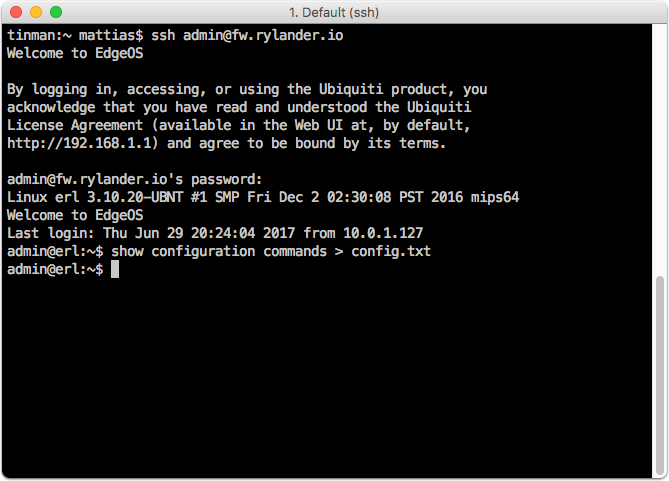 1. Default (ssh)
tinman:~ mattias$ ssh admin@fw.rylander.io
Welcome to EdgeOS
By logging in, accessing, or using the Ubiquiti product, you
acknowledge that you have read and understood the Ubiquiti
License Agreement (available in the Web UI at, by default,
http://192.168.1.1) and agree to be bound by its terms.
admin@fw.rylander.io's password:
Linux erl 3.10.20-UBNT #1 SMP Fri Dec 2 02:30:08 PST 2016 mips64
Welcome to EdgeOS
Last login: Thu Jun 29 20:24:04 2017 from 10.0.1.127
admin@erl:~$ show configuration commands > config.txt
admin@erl:~$